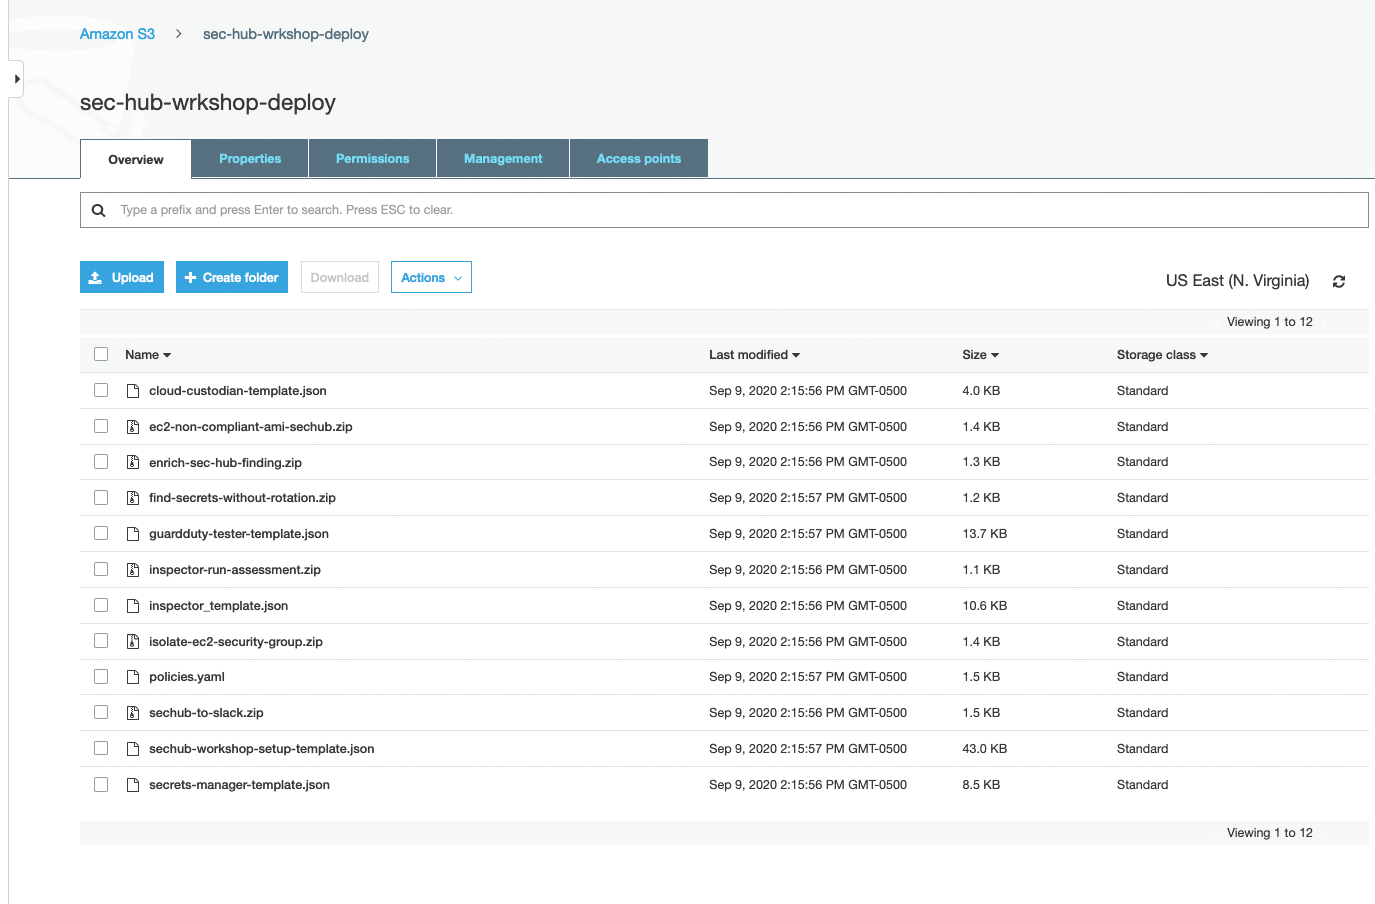 Amazon S3 > sec-hub-wrkshop-deploy
sec-hub-wrkshop-deploy
Overview Properties Permissions Management Access points
Type a prefix and press Enter to search. Press ESC to clear.
Upload + Create folder Download Actions US East (N. Virginia)
Viewing 1 to 12
Name Last modified Size Storage class
cloud-custodian-template.json Sep 9, 2020 2:15:56 PM GMT-0500 4.0 KB Standard
ec2-non-compliant-ami-sechub.zip Sep 9, 2020 2:15:56 PM GMT-0500 1.4 KB Standard
enrich-sec-hub-finding.zip Sep 9, 2020 2:15:56 PM GMT-0500 1.3 KB Standard
find-secrets-without-rotation.zip Sep 9, 2020 2:15:57 PM GMT-0500 1.2 KB Standard
guardduty-tester-template.json Sep 9, 2020 2:15:57 PM GMT-0500 13.7 KB Standard
inspector-run-assessment.zip Sep 9, 2020 2:15:56 PM GMT-0500 1.1 KB Standard
inspector_template.json Sep 9, 2020 2:15:56 PM GMT-0500 10.6 KB Standard
isolate-ec2-security-group.zip Sep 9, 2020 2:15:56 PM GMT-0500 1.4 KB Standard
policies.yaml Sep 9, 2020 2:15:57 PM GMT-0500 1.5 KB Standard
sechub-to-slack.zip Sep 9, 2020 2:15:56 PM GMT-0500 1.5 KB Standard
sechub-workshop-setup-template.json Sep 9, 2020 2:15:57 PM GMT-0500 43.0 KB Standard
secrets-manager-template.json Sep 9, 2020 2:15:56 PM GMT-0500 8.5 KB Standard
Viewing 1 to 12